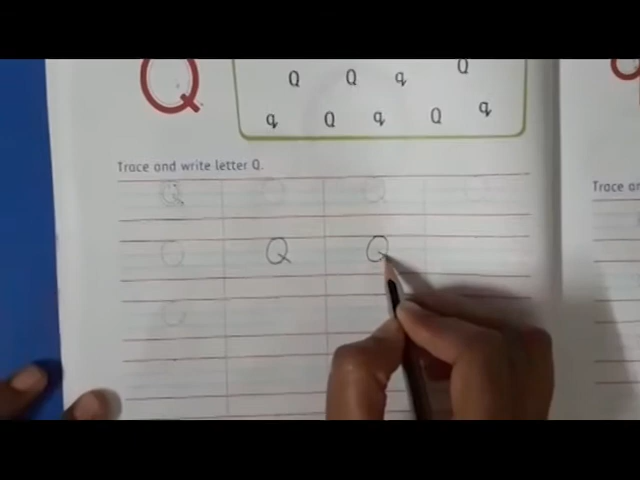 Q
Q Q q Q
q Q q Q q
Trace and write letter Q.
Trace an
Q
Q Q